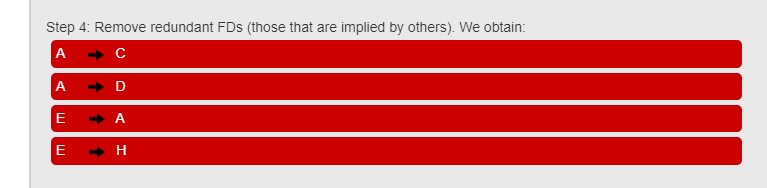 Step 4: Remove redundant FDs (those that are implied by others). We obtain:
A → C
A → D
E → A
E → H